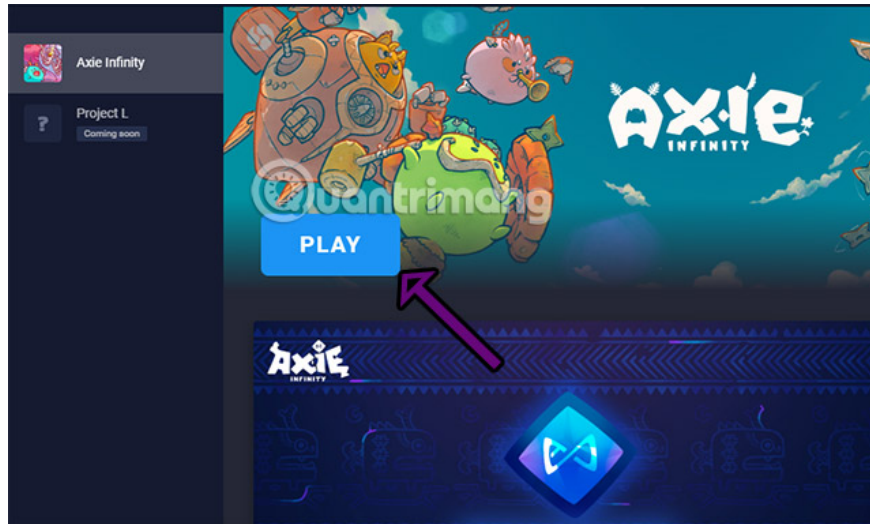 Axie Infinity
?
Project L
Coming soon
AXIE
INFINITY
Quantrimang
PLAY
AXIE
INFINITY